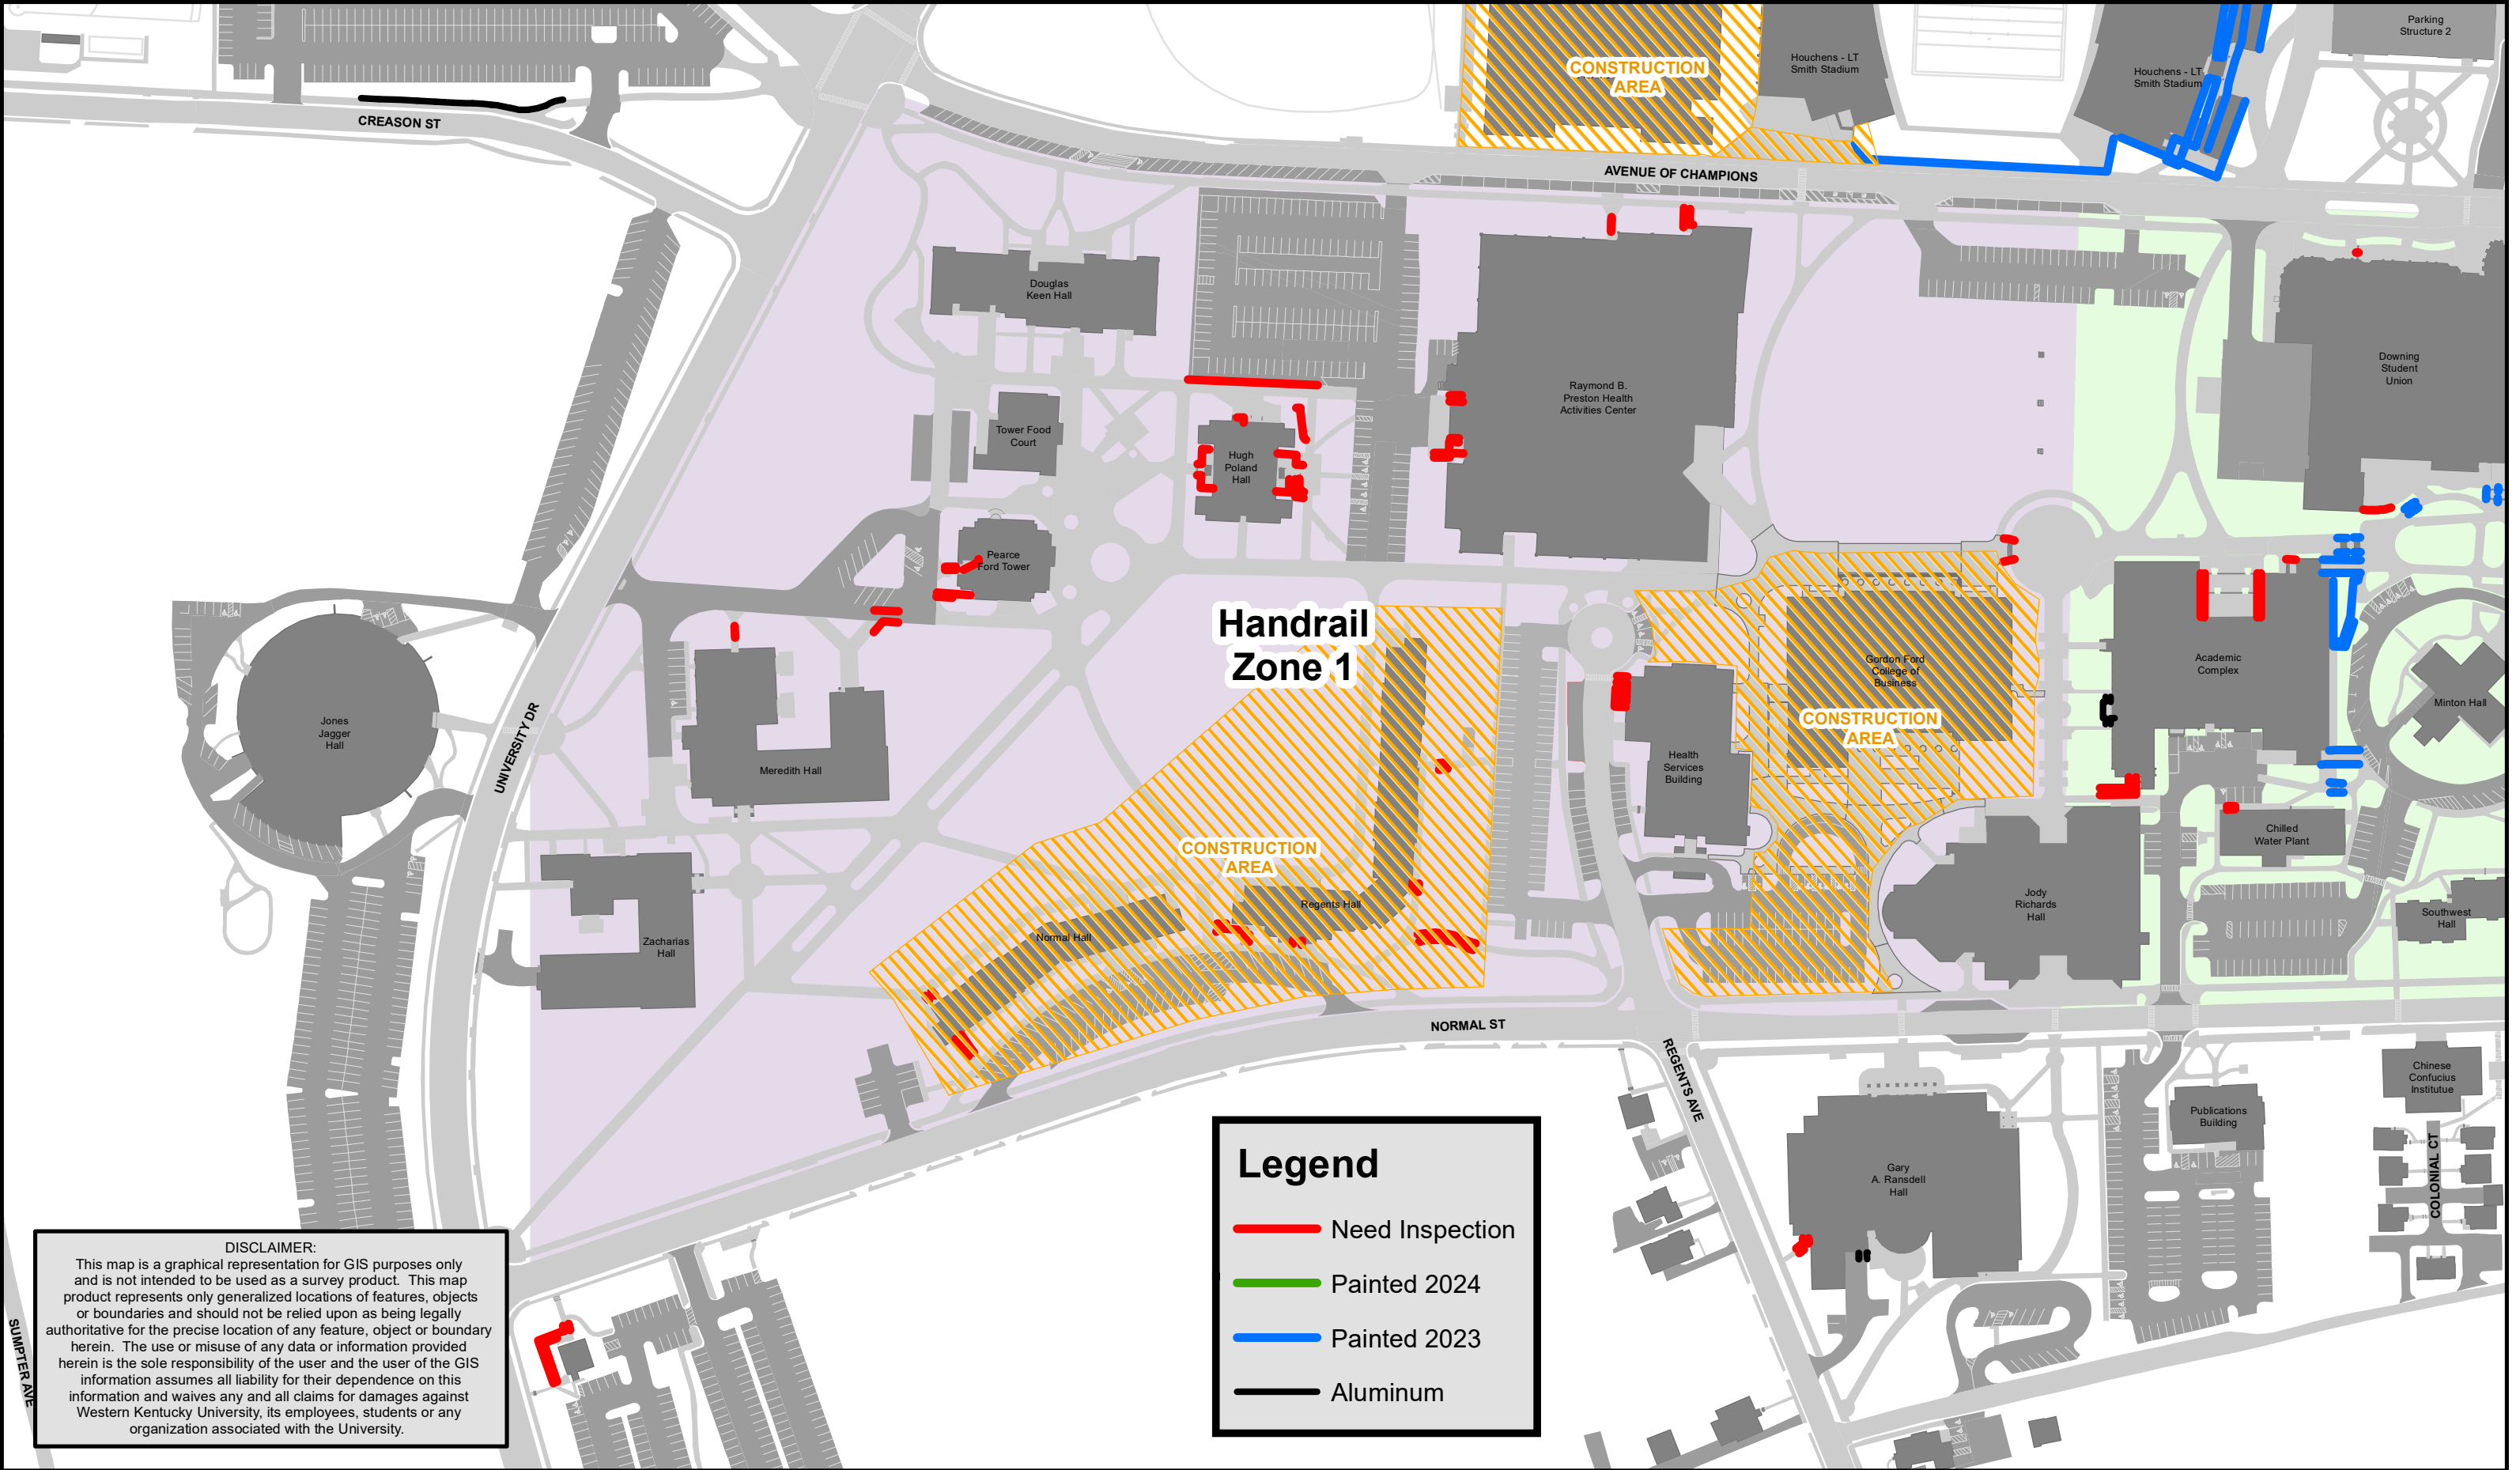 Parking
Structure 2
Houchens - LT
Smith Stadium
Houchens - LT
Smith Stadium
CONSTRUCTION
AREA
CREASON ST
AVENUE OF CHAMPIONS
Douglas
Keen Hall
Downing
Student
Union
Raymond B.
Preston Health
Activities Center
Tower Food
Court
Hugh
Poland
Hall
Pearce
Ford Tower
Handrail
Zone 1
Gordon Ford
College of
Business
Academic
Complex
Minton Hall
Jones
Jagger
Hall
UNIVERSITY DR
Meredith Hall
Health
Services
Building
CONSTRUCTION
AREA
Chilled
Water Plant
CONSTRUCTION
AREA
Regents Hall
Jody
Richards
Hall
Southwest
Hall
Normal Hall
Zacharias
Hall
NORMAL ST
REGENTS AVE
Chinese
Confucius
Institutue
Publications
Building
COLONIAL CT
Gary
A. Ransdell
Hall
SUMPTER AVE
Legend
Need Inspection
Painted 2024
Painted 2023
Aluminum
DISCLAIMER:
This map is a graphical representation for GIS purposes only
and is not intended to be used as a survey product. This map
product represents only generalized locations of features, objects
or boundaries and should not be relied upon as being legally
authoritative for the precise location of any feature, object or boundary
herein. The use or misuse of any data or information provided
herein is the sole responsibility of the user and the user of the GIS
information assumes all liability for their dependence on this
information and waives any and all claims for damages against
Western Kentucky University, its employees, students or any
organization associated with the University.